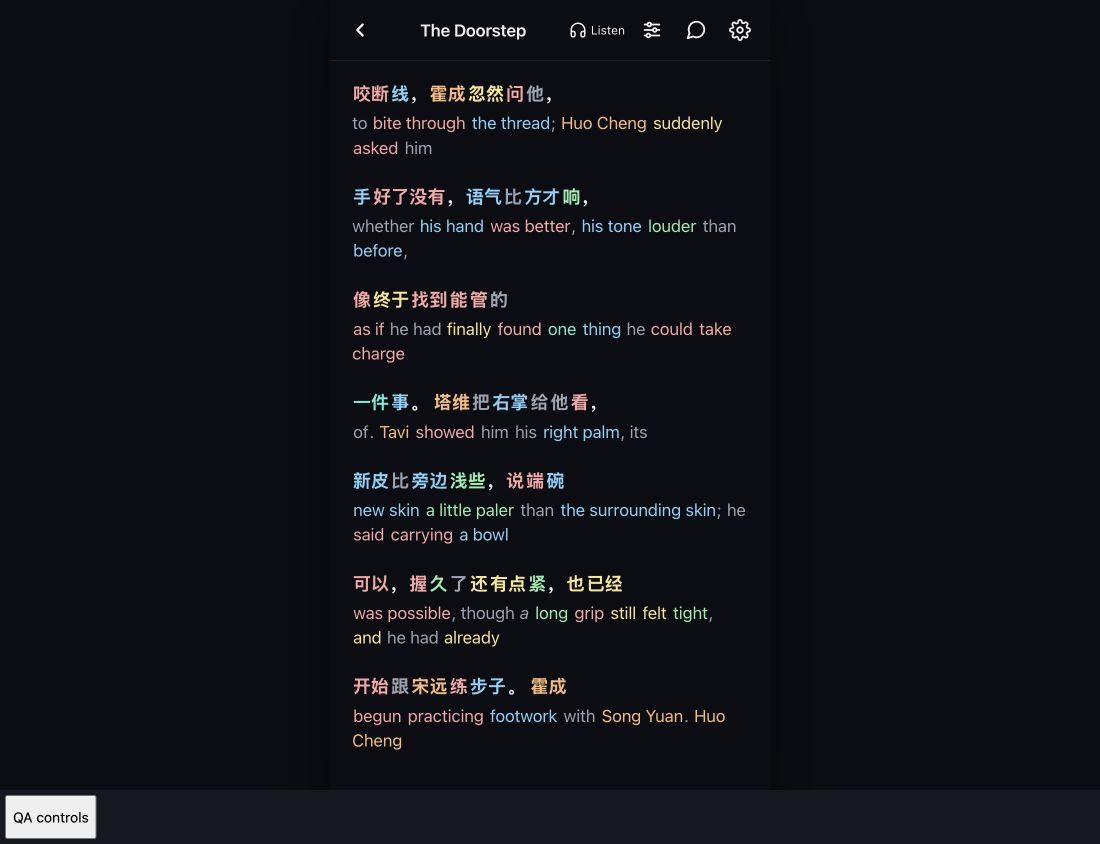 The Doorstep
Listen
咬断线，霍成忽然问他，
to bite through the thread; Huo Cheng suddenly
asked him
手好了没有，语气比方才响，
whether his hand was better, his tone louder than
before,
像终于找到能管的
as if he had finally found one thing he could take
charge
一件事。塔维把右掌给他看，
of. Tavi showed him his right palm, its
新皮比旁边浅些，说端碗
new skin a little paler than the surrounding skin; he
said carrying a bowl
可以，握久了还有点紧，也已经
was possible, though a long grip still felt tight,
and he had already
开始跟宋远练步子。霍成
begun practicing footwork with Song Yuan. Huo
Cheng
QA controls